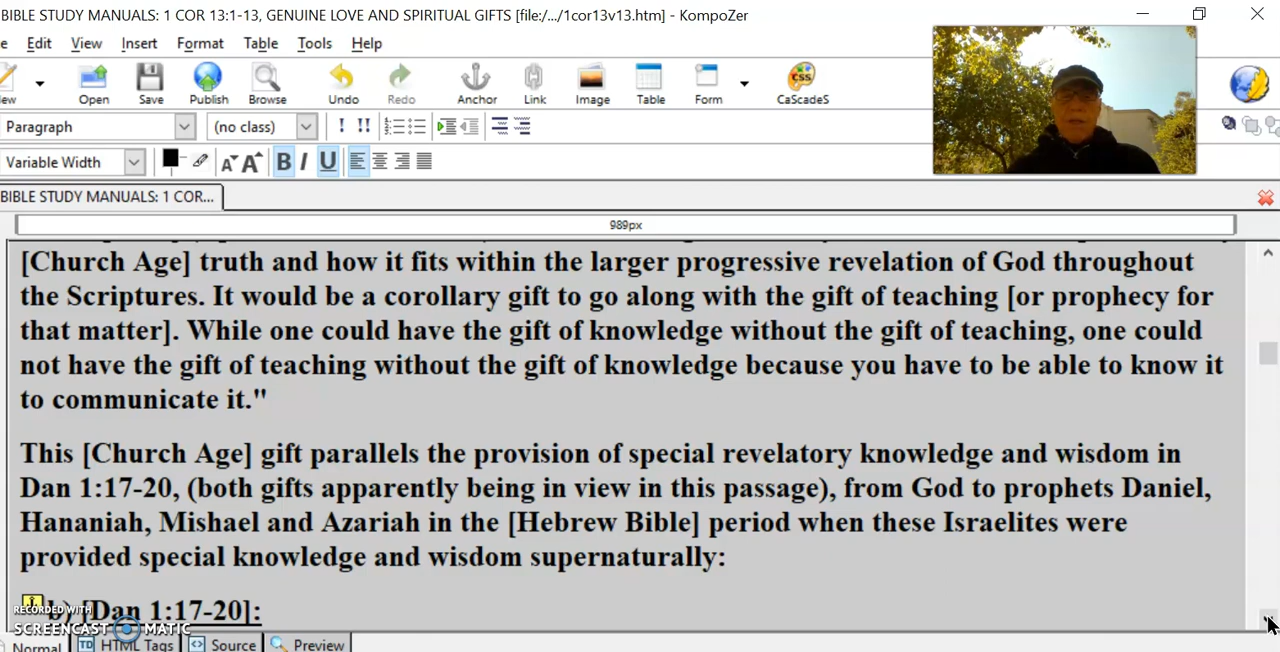 BIBLE STUDY MANUALS: 1 COR 13:1-13, GENUINE LOVE AND SPIRITUAL GIFTS [file:/.../1cor13v13.htm] - KompoZer
e Edit View Insert Format Table Tools Help
ew Open Save Publish Browse Undo Redo Anchor Link Image Table Form CaScadeS
Paragraph (no class) ! !!
Variable Width A A B I U
BIBLE STUDY MANUALS: 1 COR...
989px
[Church Age] truth and how it fits within the larger progressive revelation of God throughout
the Scriptures. It would be a corollary gift to go along with the gift of teaching [or prophecy for
that matter]. While one could have the gift of knowledge without the gift of teaching, one could
not have the gift of teaching without the gift of knowledge because you have to be able to know it
to communicate it."
This [Church Age] gift parallels the provision of special revelatory knowledge and wisdom in
Dan 1:17-20, (both gifts apparently being in view in this passage), from God to prophets Daniel,
Hananiah, Mishael and Azariah in the [Hebrew Bible] period when these Israelites were
provided special knowledge and wisdom supernaturally:
b) [Dan 1:17-20]:
RECORDED WITH
SCREENCAST MATIC
Normal TD HTML Tags <> Source Preview